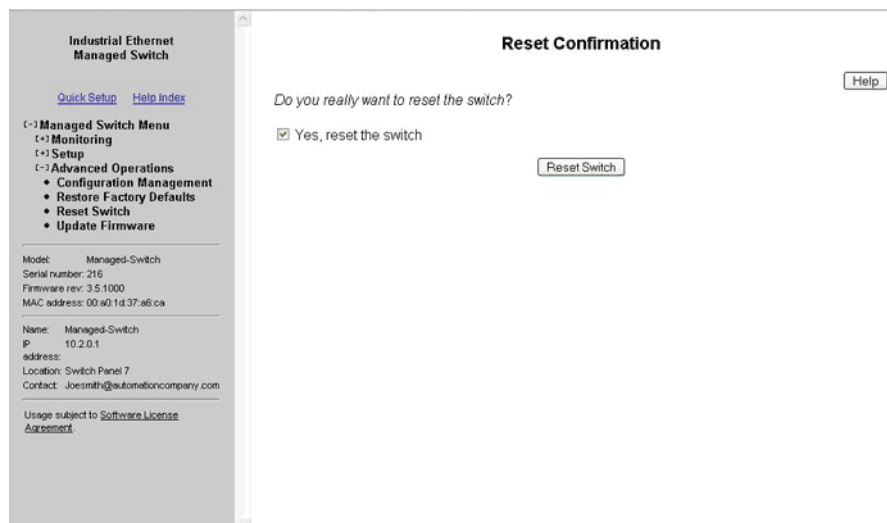 Industrial Ethernet
Managed Switch
Quick Setup Help Index
[-]Managed Switch Menu
[+]Monitoring
[+]Setup
[-]Advanced Operations
Configuration Management
Restore Factory Defaults
Reset Switch
Update Firmware
Model: Managed-Switch
Serial number: 216
Firmware rev: 3.5.1000
MAC address: 00:a0:1d:37:a6:ca
Name: Managed-Switch
IP address: 10.2.0.1
Location: Switch Panel 7
Contact: Joesmith@automationcompany.com
Usage subject to Software License
Agreement.
Reset Confirmation
Help
Do you really want to reset the switch?
Yes, reset the switch
Reset Switch